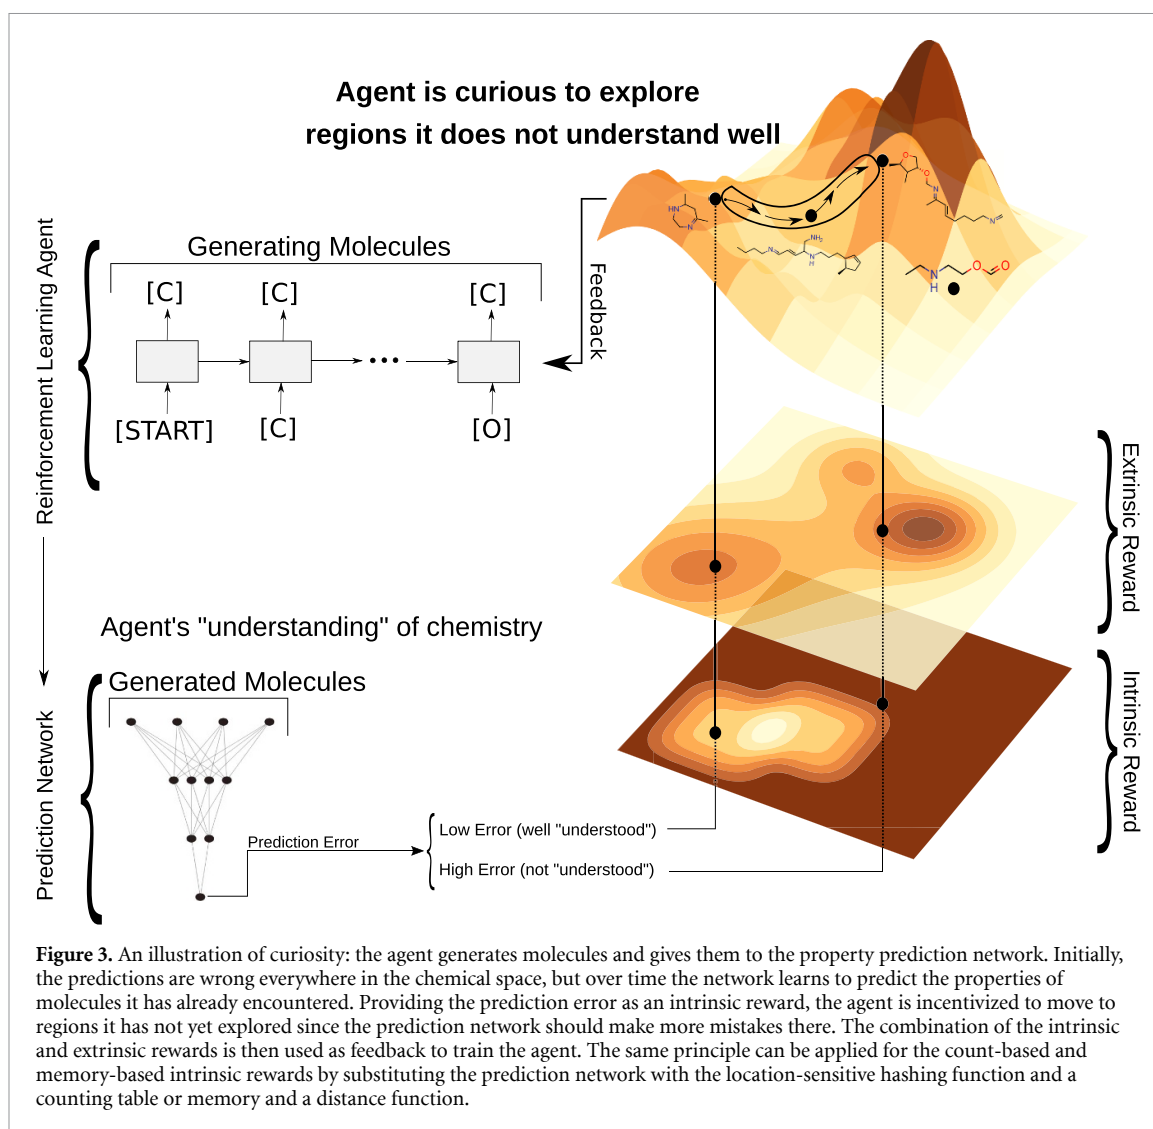 Agent is curious to explore
regions it does not understand well
Reinforcement Learning Agent
Generating Molecules
[C]
[C]
[C]
[START]
[C]
[O]
Feedback
HN
N
N
NH2
N
H
O
O
N
N
N
H
O
O
Extrinsic Reward
Intrinsic Reward
Agent's "understanding" of chemistry
Prediction Network
Generated Molecules
Prediction Error
Low Error (well "understood")
High Error (not "understood")
Figure 3. An illustration of curiosity: the agent generates molecules and gives them to the property prediction network. Initially,
the predictions are wrong everywhere in the chemical space, but over time the network learns to predict the properties of
molecules it has already encountered. Providing the prediction error as an intrinsic reward, the agent is incentivized to move to
regions it has not yet explored since the prediction network should make more mistakes there. The combination of the intrinsic
and extrinsic rewards is then used as feedback to train the agent. The same principle can be applied for the count-based and
memory-based intrinsic rewards by substituting the prediction network with the location-sensitive hashing function and a
counting table or memory and a distance function.